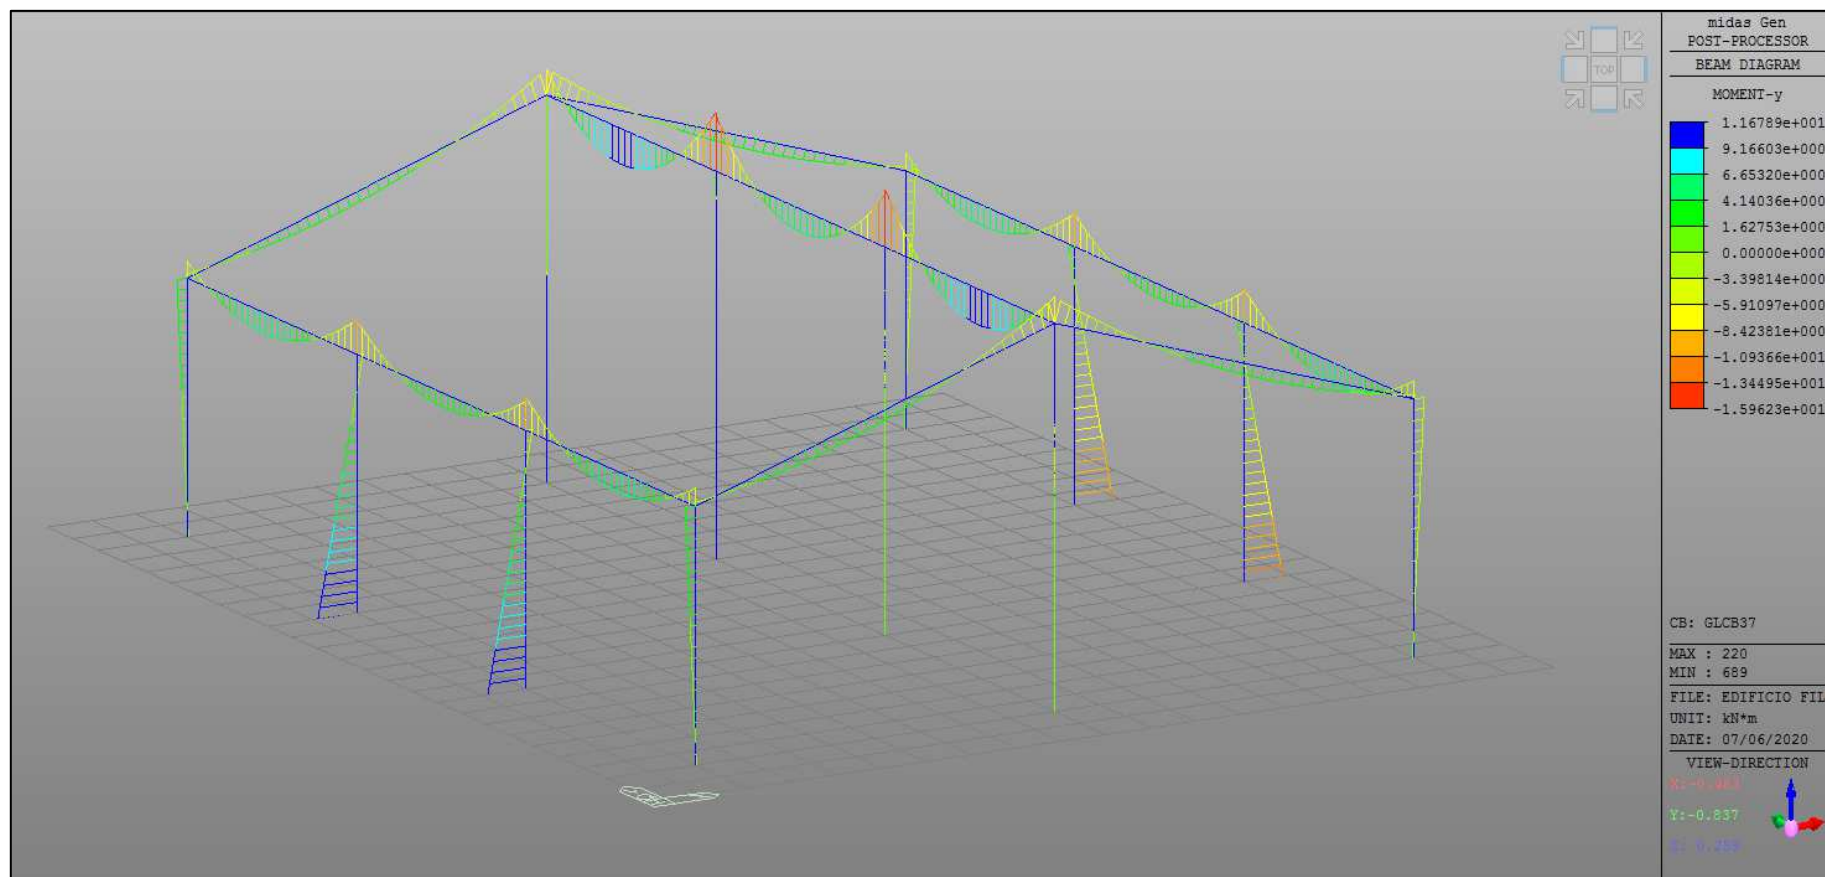 TOP
midas Gen
POST-PROCESSOR
BEAM DIAGRAM
MOMENT-y
1.16789e+001
9.16603e+000
6.65320e+000
4.14036e+000
1.62753e+000
0.00000e+000
-3.39814e+000
-5.91097e+000
-8.42381e+000
-1.09366e+001
-1.34495e+001
-1.59623e+001
CB: GLCB37
MAX : 220
MIN : 689
FILE: EDIFICIO FIL
UNIT: kN*m
DATE: 07/06/2020
VIEW-DIRECTION
Y:-0.837